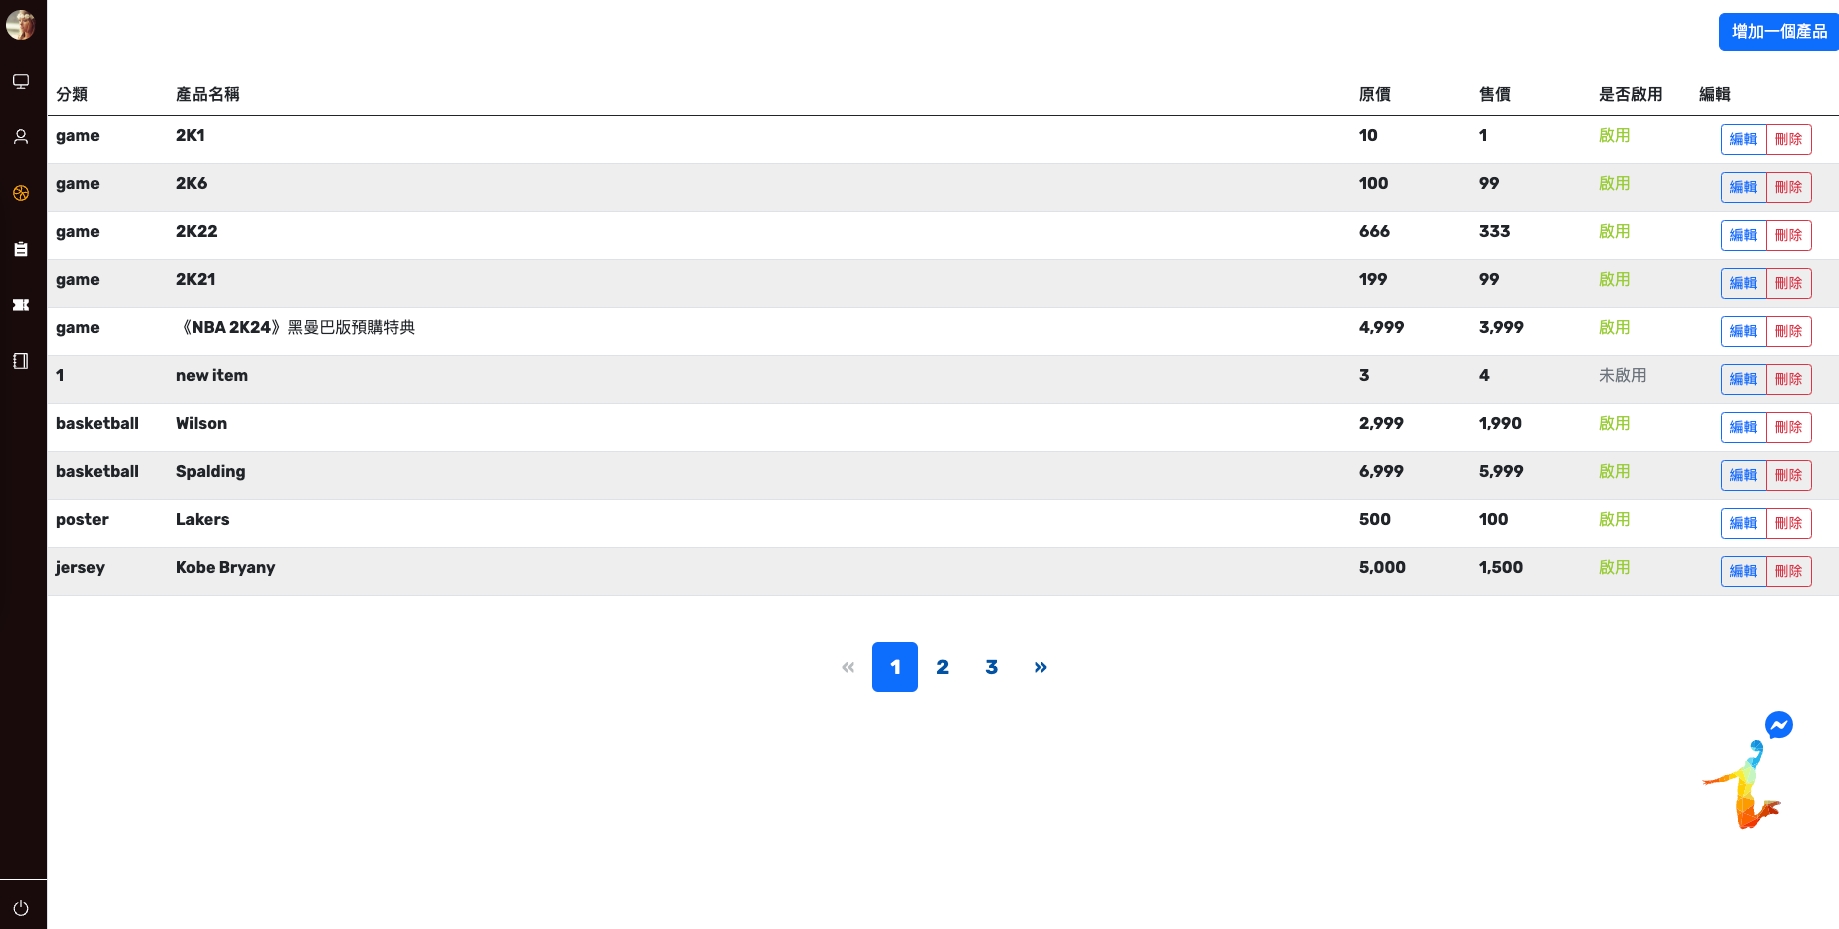 增加一個產品
分類 產品名稱 原價 售價 是否啟用 編輯
game 2K1 10 1 啟用 編輯 刪除
game 2K6 100 99 啟用 編輯 刪除
game 2K22 666 333 啟用 編輯 刪除
game 2K21 199 99 啟用 編輯 刪除
game 《NBA 2K24》黑曼巴版預購特典 4,999 3,999 啟用 編輯 刪除
1 new item 3 4 未啟用 編輯 刪除
basketball Wilson 2,999 1,990 啟用 編輯 刪除
basketball Spalding 6,999 5,999 啟用 編輯 刪除
poster Lakers 500 100 啟用 編輯 刪除
jersey Kobe Bryany 5,000 1,500 啟用 編輯 刪除
« 1 2 3 »